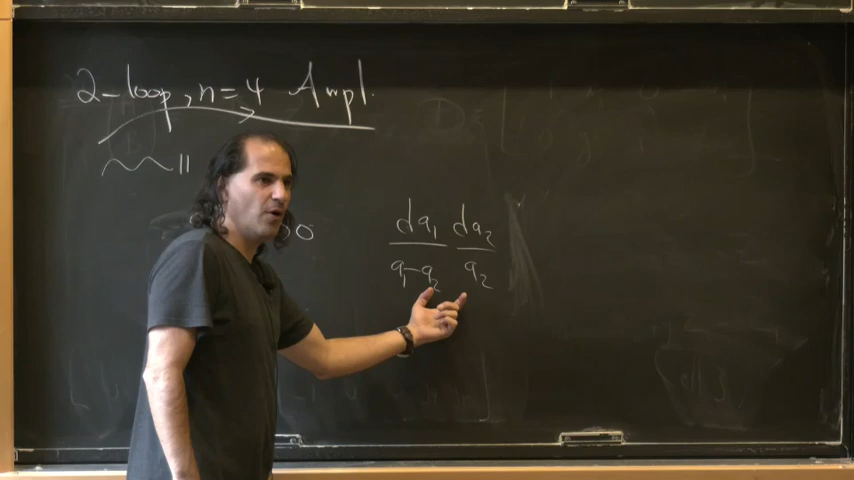 2-loop, n=4 Ampl.
da₁ da₂
a₁-a₂ a₂